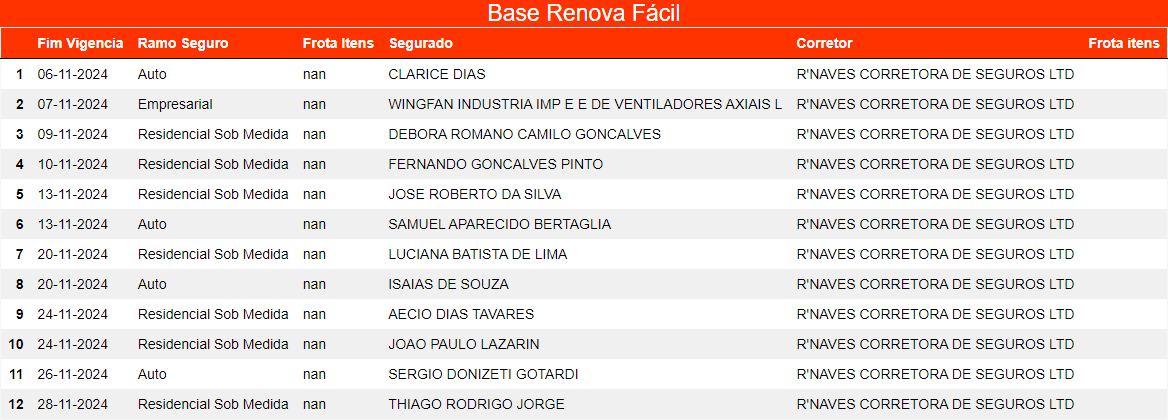 Base Renova Fácil
Fim Vigencia Ramo Seguro Frota Itens Segurado Corretor Frota itens
1 06-11-2024 Auto nan CLARICE DIAS R'NAVES CORRETORA DE SEGUROS LTD
2 07-11-2024 Empresarial nan WINGFAN INDUSTRIA IMP E E DE VENTILADORES AXIAIS L R'NAVES CORRETORA DE SEGUROS LTD
3 09-11-2024 Residencial Sob Medida nan DEBORA ROMANO CAMILO GONCALVES R'NAVES CORRETORA DE SEGUROS LTD
4 10-11-2024 Residencial Sob Medida nan FERNANDO GONCALVES PINTO R'NAVES CORRETORA DE SEGUROS LTD
5 13-11-2024 Residencial Sob Medida nan JOSE ROBERTO DA SILVA R'NAVES CORRETORA DE SEGUROS LTD
6 13-11-2024 Auto nan SAMUEL APARECIDO BERTAGLIA R'NAVES CORRETORA DE SEGUROS LTD
7 20-11-2024 Residencial Sob Medida nan LUCIANA BATISTA DE LIMA R'NAVES CORRETORA DE SEGUROS LTD
8 20-11-2024 Auto nan ISAIAS DE SOUZA R'NAVES CORRETORA DE SEGUROS LTD
9 24-11-2024 Residencial Sob Medida nan AECIO DIAS TAVARES R'NAVES CORRETORA DE SEGUROS LTD
10 24-11-2024 Residencial Sob Medida nan JOAO PAULO LAZARIN R'NAVES CORRETORA DE SEGUROS LTD
11 26-11-2024 Auto nan SERGIO DONIZETI GOTARDI R'NAVES CORRETORA DE SEGUROS LTD
12 28-11-2024 Residencial Sob Medida nan THIAGO RODRIGO JORGE R'NAVES CORRETORA DE SEGUROS LTD